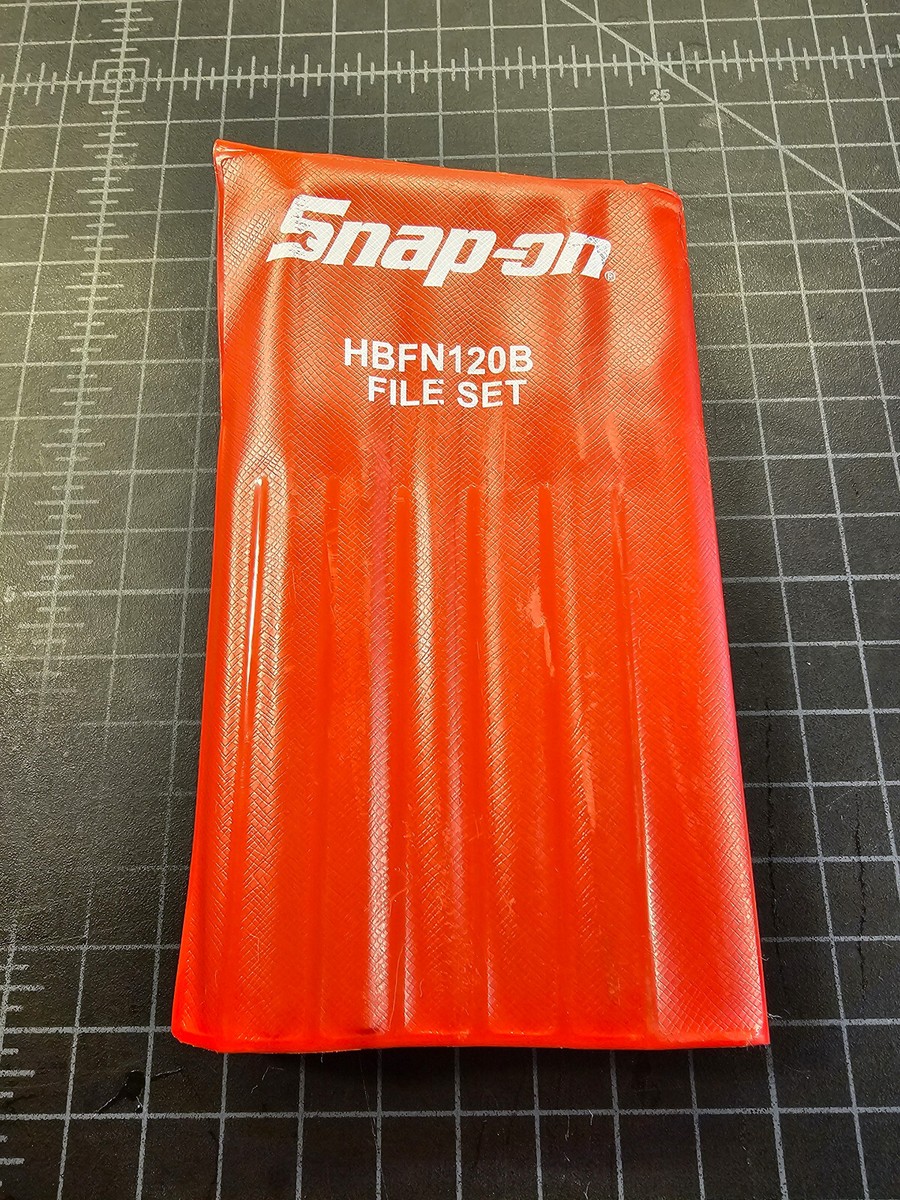 25
Snap-on®
HBFN120B
FILE SET